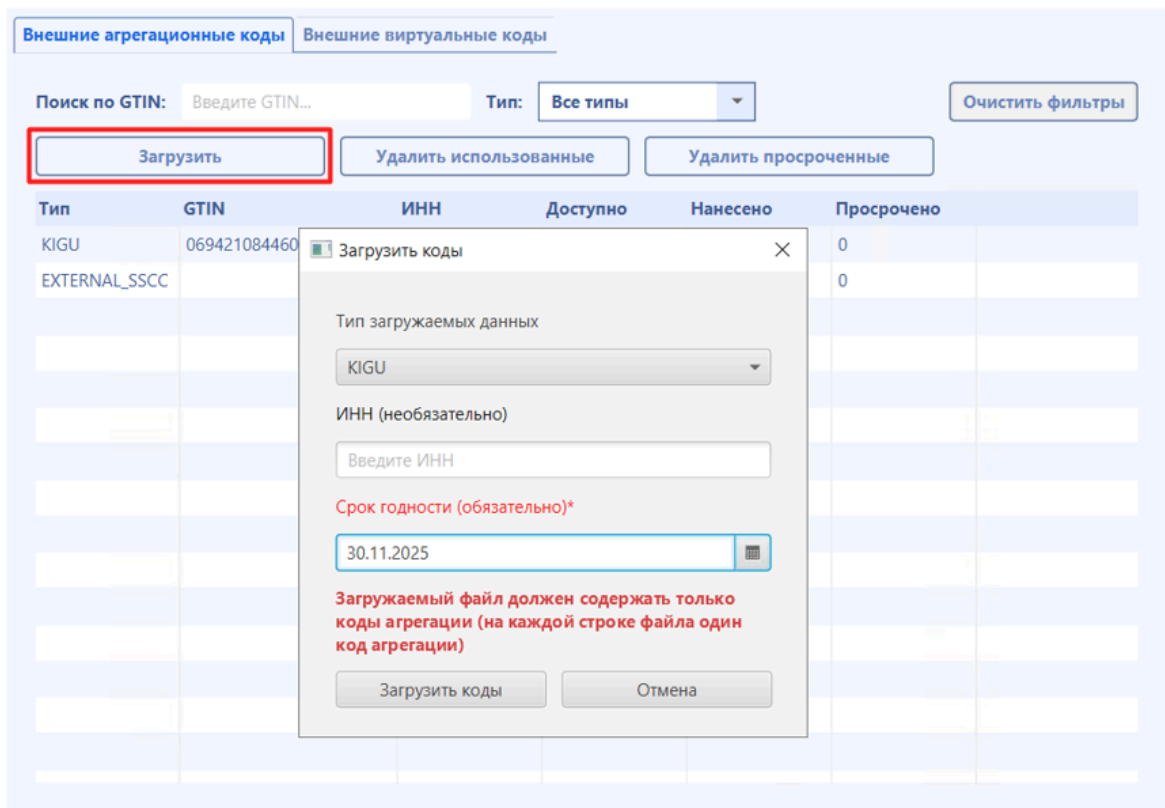 Внешние агрегационные коды Внешние виртуальные коды
Поиск по GTIN: Введите GTIN... Тип: Все типы Очистить фильтры
Загрузить Удалить использованные Удалить просроченные
Тип GTIN ИНН Доступно Нанесено Просрочено
KIGU 069421084460 0
EXTERNAL_SSCC 0
Загрузить коды
Тип загружаемых данных
KIGU
ИНН (необязательно)
Введите ИНН
Срок годности (обязательно)*
30.11.2025
Загружаемый файл должен содержать только
коды агрегации (на каждой строке файла один
код агрегации)
Загрузить коды Отмена